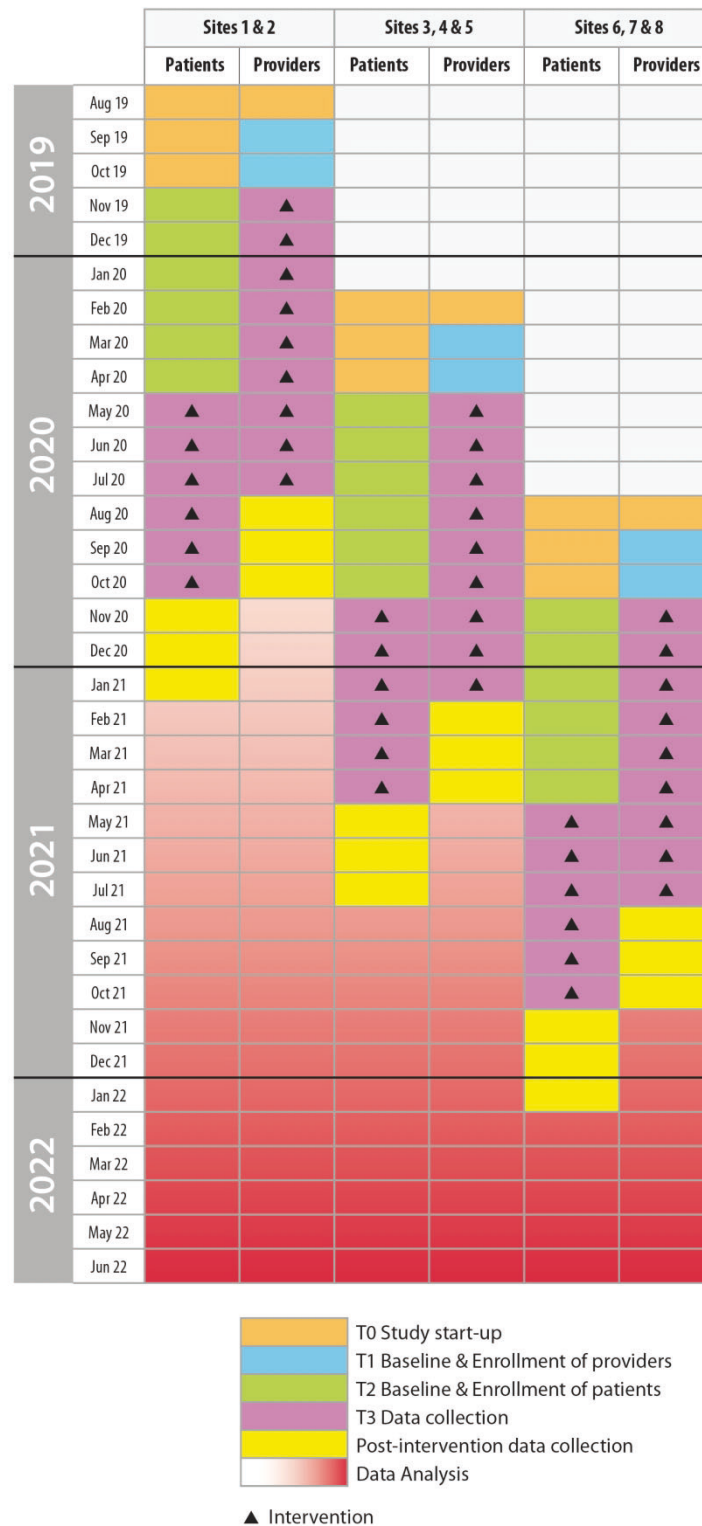 Sites 1 & 2 Sites 3, 4 & 5 Sites 6, 7 & 8
Patients Providers Patients Providers Patients Providers
2019
Aug 19
Sep 19
Oct 19
Nov 19
Dec 19
2020
Jan 20
Feb 20
Mar 20
Apr 20
May 20
Jun 20
Jul 20
Aug 20
Sep 20
Oct 20
Nov 20
Dec 20
2021
Jan 21
Feb 21
Mar 21
Apr 21
May 21
Jun 21
Jul 21
Aug 21
Sep 21
Oct 21
Nov 21
Dec 21
2022
Jan 22
Feb 22
Mar 22
Apr 22
May 22
Jun 22
T0 Study start-up
T1 Baseline & Enrollment of providers
T2 Baseline & Enrollment of patients
T3 Data collection
Post-intervention data collection
Data Analysis
▲ Intervention